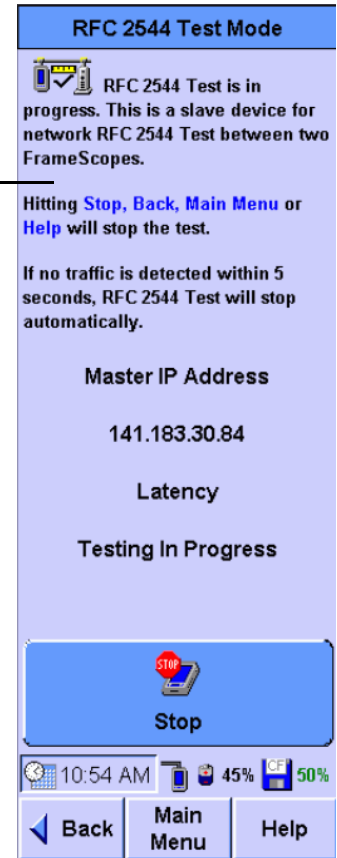 RFC 2544 Test Mode
RFC 2544 Test is in
progress. This is a slave device for
network RFC 2544 Test between two
FrameScopes.
Hitting Stop, Back, Main Menu or
Help will stop the test.
If no traffic is detected within 5
seconds, RFC 2544 Test will stop
automatically.
Master IP Address
141.183.30.84
Latency
Testing In Progress
STOP
Stop
10:54 AM 45% CF 50%
Back
Main
Menu
Help